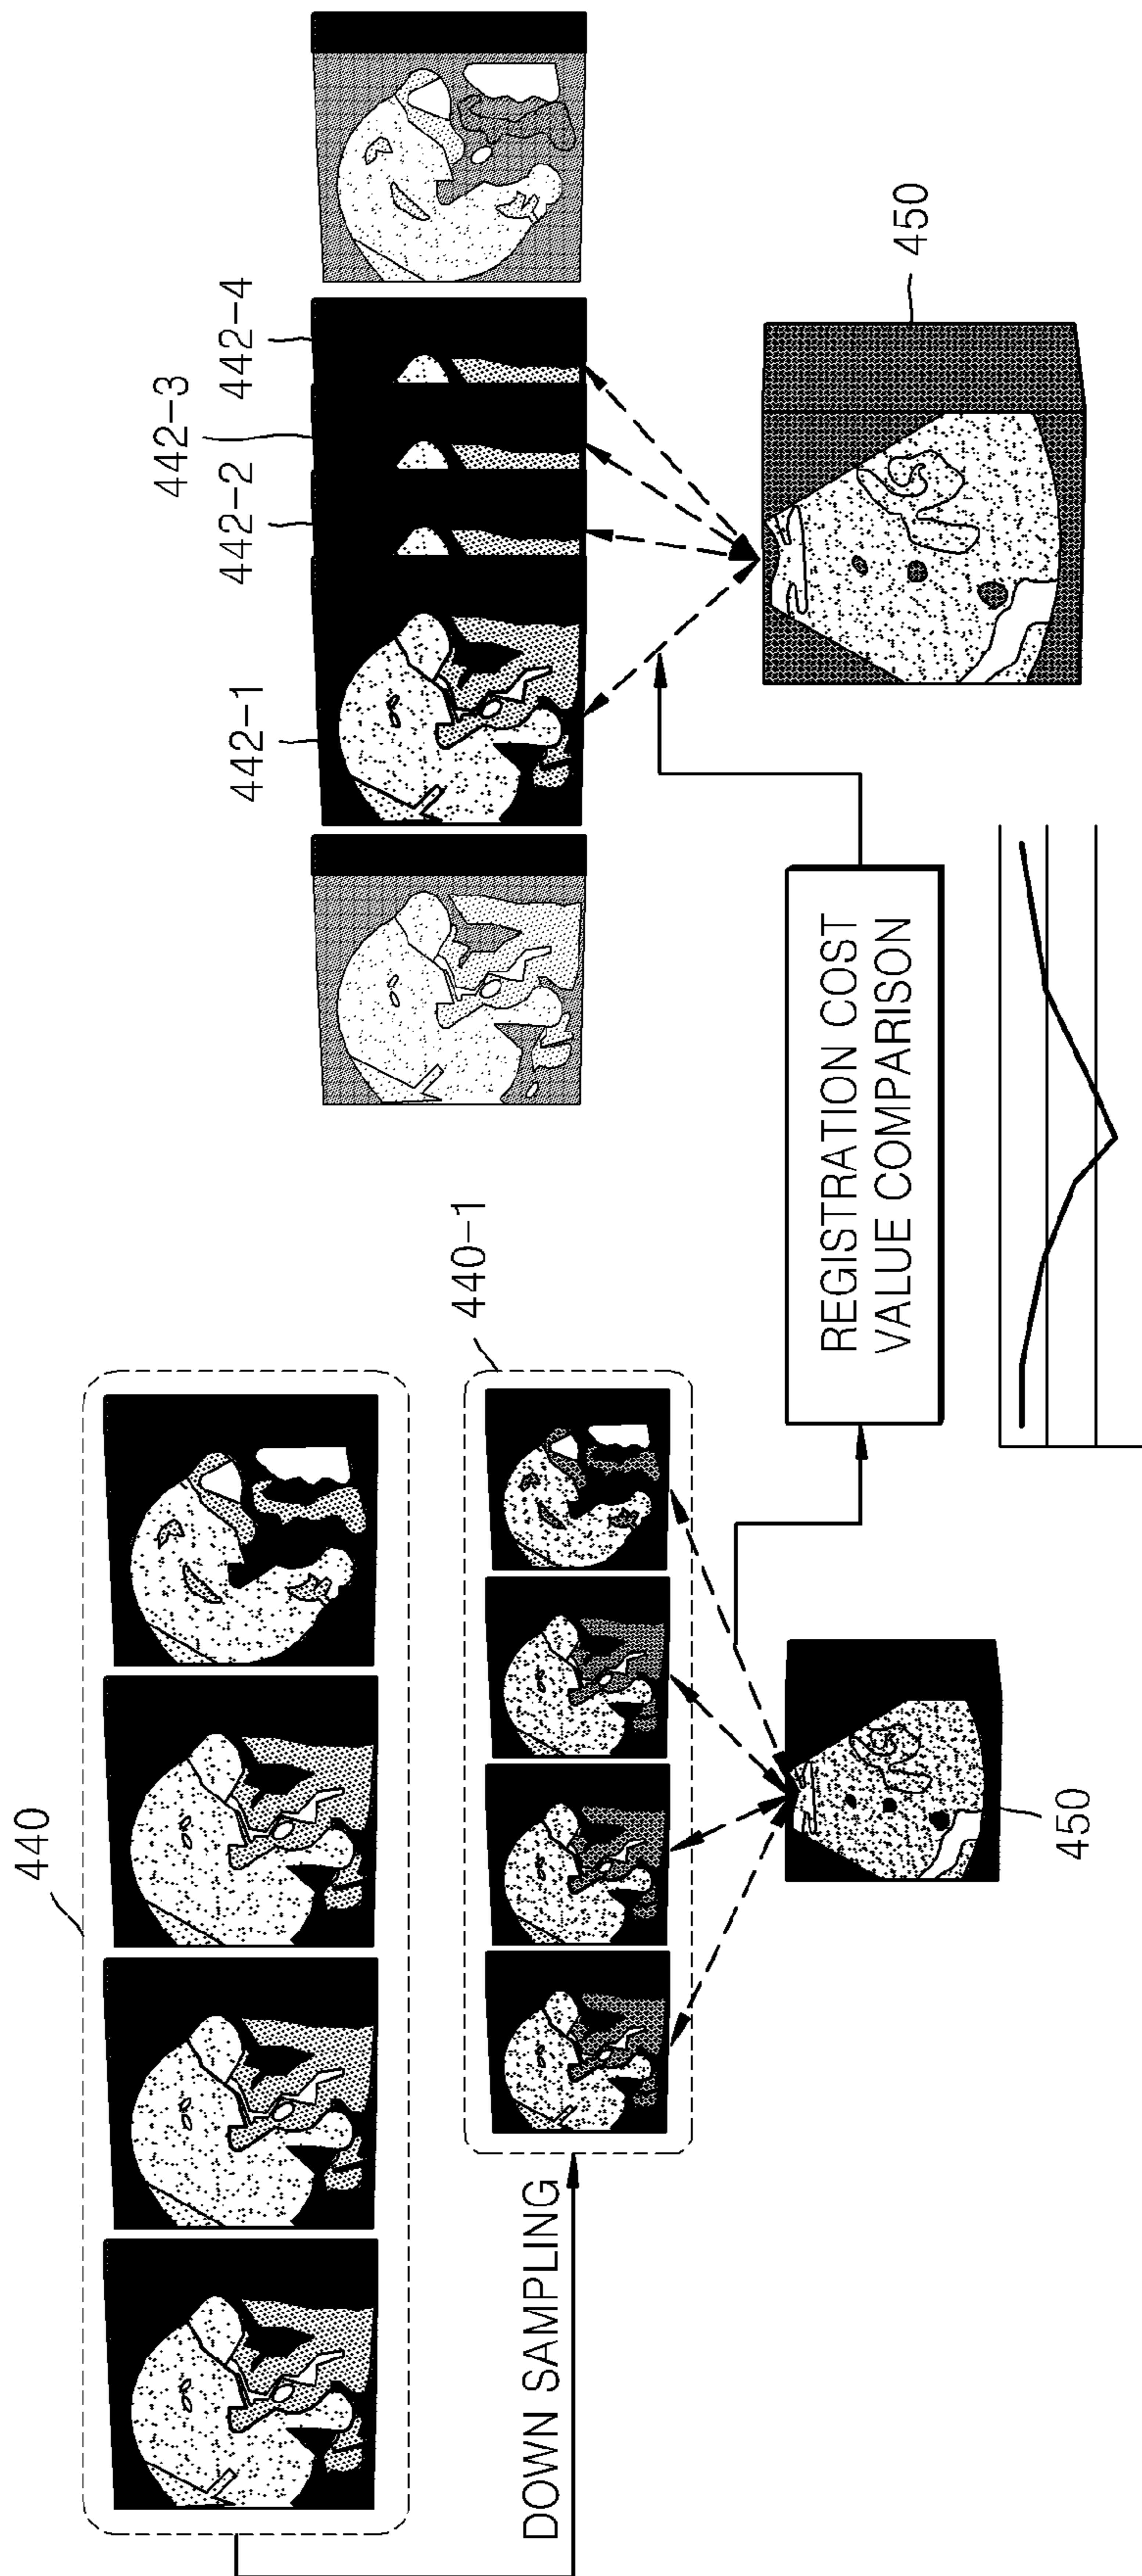 440
DOWN SAMPLING
440-1
450
REGISTRATION COST
VALUE COMPARISON
442-1
442-2
442-3
442-4
450